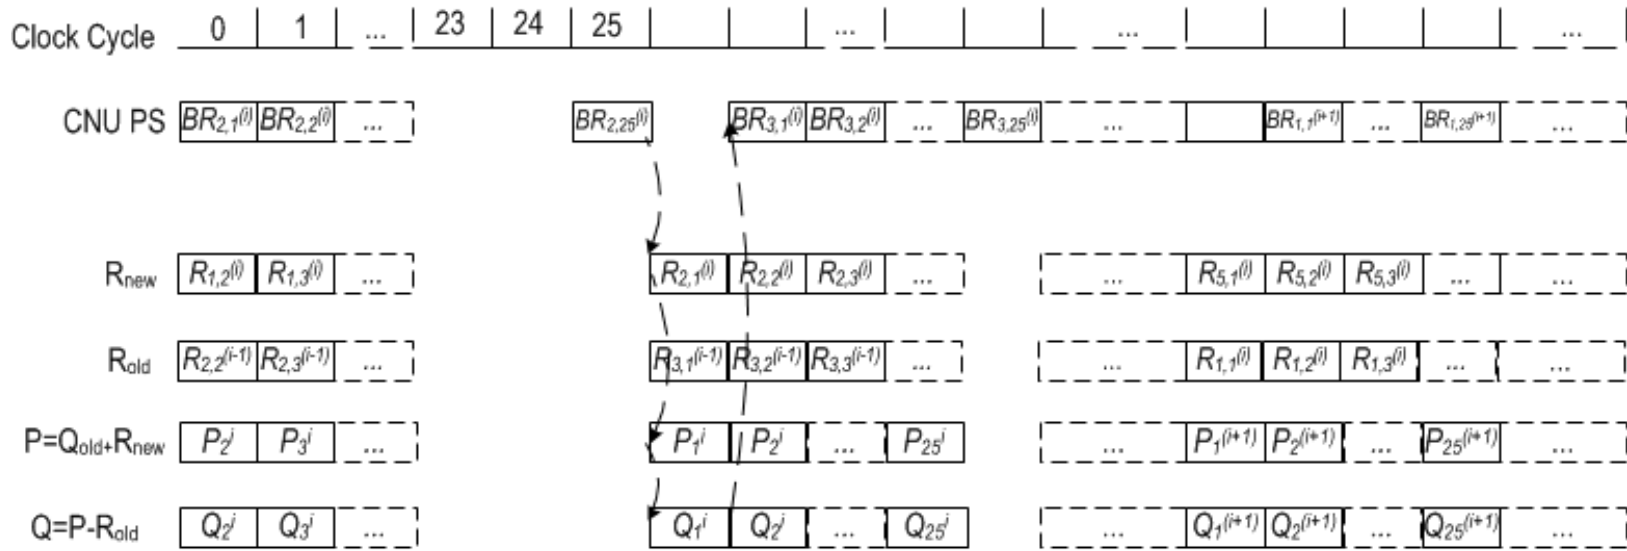 Clock Cycle 0 1 ... 23 24 25 ... ... ...
CNU PS BR2,1(i) BR2,2(i) ... BR2,25(i) BR3,1(i) BR3,2(i) ... BR3,25(i) ... BR1,1(i+1) ... BR1,25(i+1) ...
Rnew R1,2(i) R1,3(i) ... R2,1(i) R2,2(i) R2,3(i) ... ... R5,1(i) R5,2(i) R5,3(i) ... ...
Rold R2,2(i-1) R2,3(i-1) ... R3,1(i-1) R3,2(i-1) R3,3(i-1) ... ... R1,1(i) R1,2(i) R1,3(i) ... ...
P=Qold+Rnew P2i P3i ... P1i P2i ... P25i ... P1(i+1) P2(i+1) ... P25(i+1) ...
Q=P-Rold Q2i Q3i ... Q1i Q2i ... Q25i ... Q1(i+1) Q2(i+1) ... Q25(i+1) ...